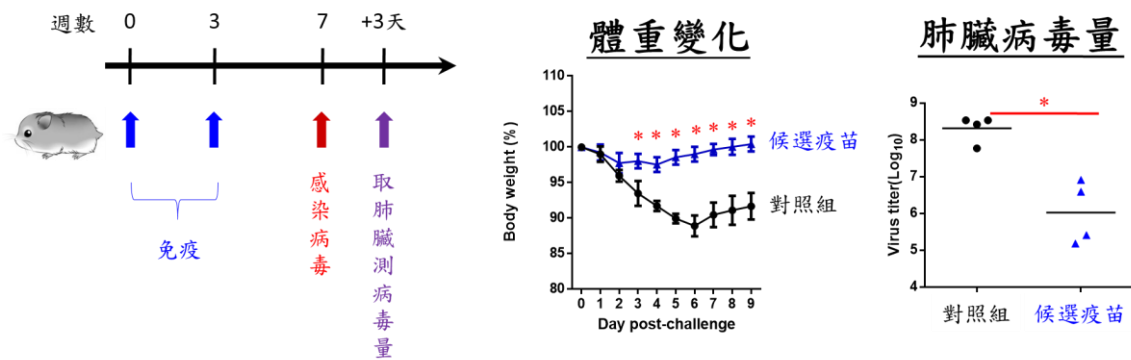 週數 0 3 7 +3天
免疫
感染病毒
取肺臟測病毒量
體重變化
110
105
100
95
90
85
80
Body weight (%)
* * * * * * *
候選疫苗
對照組
0 1 2 3 4 5 6 7 8 9
Day post-challenge
肺臟病毒量
*
9
8
7
6
5
4
Virus titer(Log10)
對照組 候選疫苗